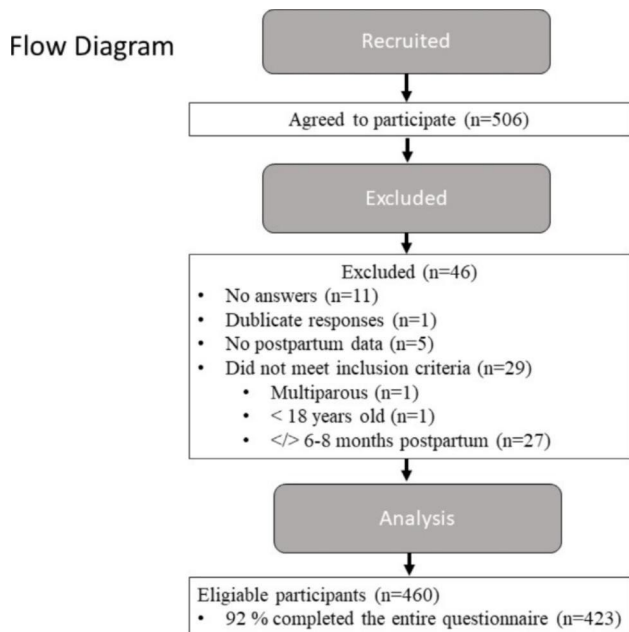 Flow Diagram
Recruited
Agreed to participate (n=506)
Excluded
Excluded (n=46)
• No answers (n=11)
• Dublicate responses (n=1)
• No postpartum data (n=5)
• Did not meet inclusion criteria (n=29)
• Multiparous (n=1)
• < 18 years old (n=1)
• </> 6-8 months postpartum (n=27)
Analysis
Eligiable participants (n=460)
• 92 % completed the entire questionnaire (n=423)